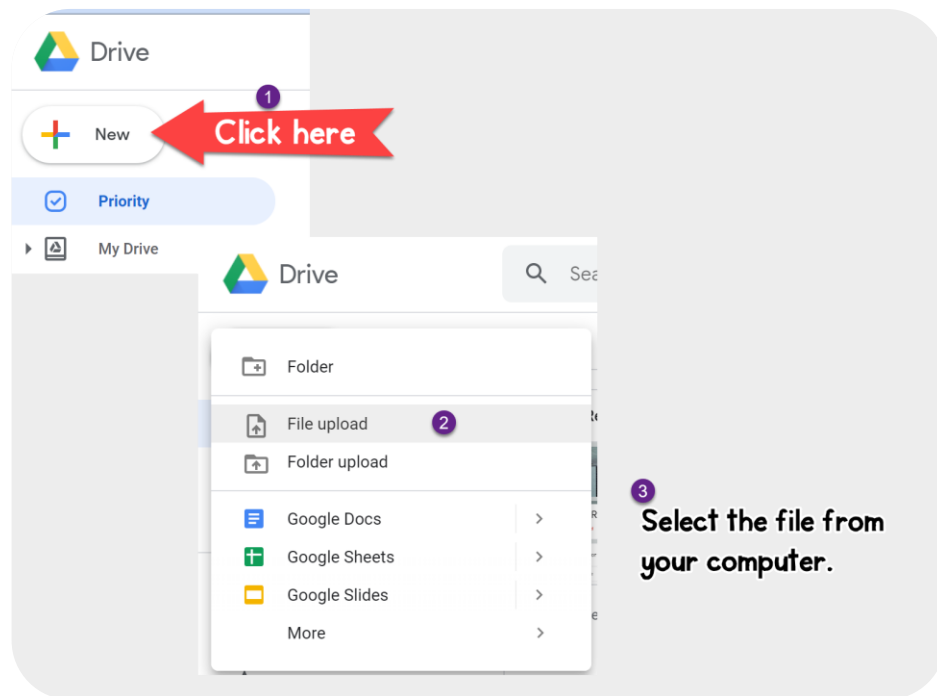 Drive
1
New
Click here
Priority
My Drive
Drive
Sea
Folder
File upload
2
Folder upload
Google Docs
Google Sheets
Google Slides
More
3
Select the file from
your computer.